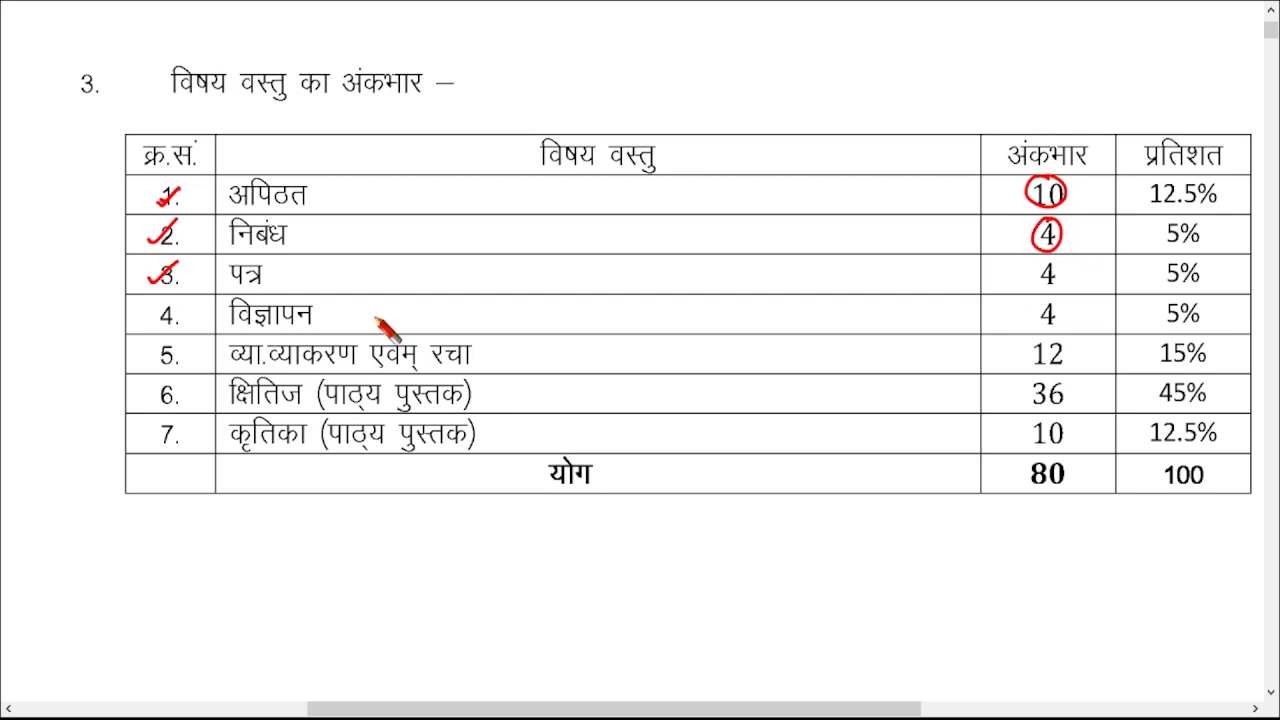 3. विषय वस्तु का अंकभार –
क्र.सं. विषय वस्तु अंकभार प्रतिशत
1. अपिठत 10 12.5%
2. निबंध 4 5%
3. पत्र 4 5%
4. विज्ञापन 4 5%
5. व्या.व्याकरण एवम् रचा 12 15%
6. क्षितिज (पाठ्य पुस्तक) 36 45%
7. कृतिका (पाठ्य पुस्तक) 10 12.5%
योग 80 100